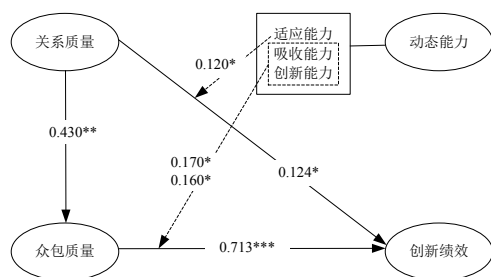 关系质量
适应能力
吸收能力
创新能力
动态能力
0.120*
0.430**
0.170*
0.160*
0.124*
众包质量
0.713***
创新绩效